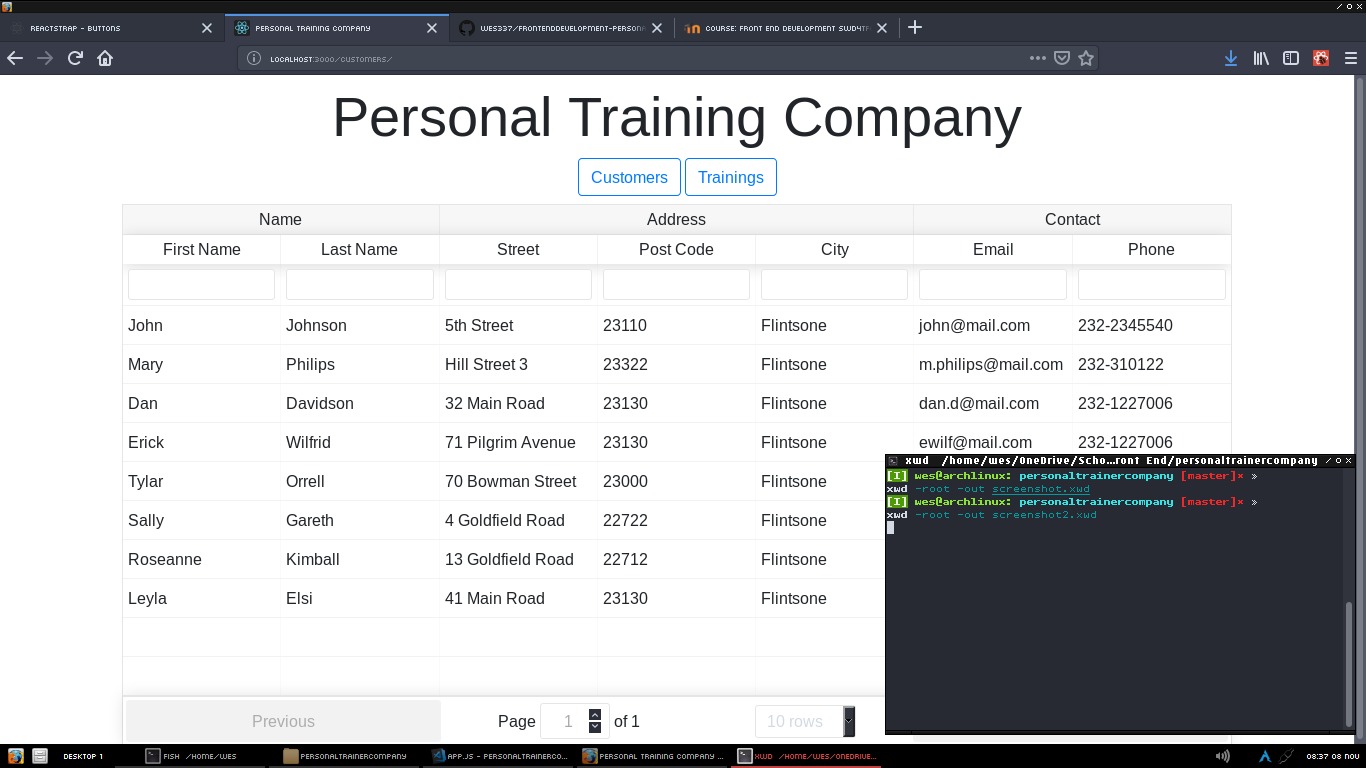 REACTSTRAP - BUTTONS
PERSONAL TRAINING COMPANY
WES337/FRONTENDDEVELOPMENT-PERSONA
COURSE: FRONT END DEVELOPMENT SWD4T
LOCALHOST:3000/CUSTOMERS/
Personal Training Company
Customers Trainings
Name Address Contact
First Name Last Name Street Post Code City Email Phone
John Johnson 5th Street 23110 Flintsone john@mail.com 232-2345540
Mary Philips Hill Street 3 23322 Flintsone m.philips@mail.com 232-310122
Dan Davidson 32 Main Road 23130 Flintsone dan.d@mail.com 232-1227006
Erick Wilfrid 71 Pilgrim Avenue 23130 Flintsone ewilf@mail.com 232-1227006
Tylar Orrell 70 Bowman Street 23000 Flintsone
Sally Gareth 4 Goldfield Road 22722 Flintsone
Roseanne Kimball 13 Goldfield Road 22712 Flintsone
Leyla Elsi 41 Main Road 23130 Flintsone
Previous Page 1 of 1 10 rows
xwd /home/wes/OneDrive/Scho...ront End/personaltrainercompany
[I] wes@archlinux: personaltrainercompany [master]× »
xwd -root -out screenshot.xwd
[I] wes@archlinux: personaltrainercompany [master]× »
xwd -root -out screenshot2.xwd
DESKTOP 1
FISH /HOME/WES
PERSONALTRAINERCOMPANY
APP.JS - PERSONALTRAINERCO...
PERSONAL TRAINING COMPANY ...
XWD /HOME/WES/ONEDRIVE...
08:37 08 NOV